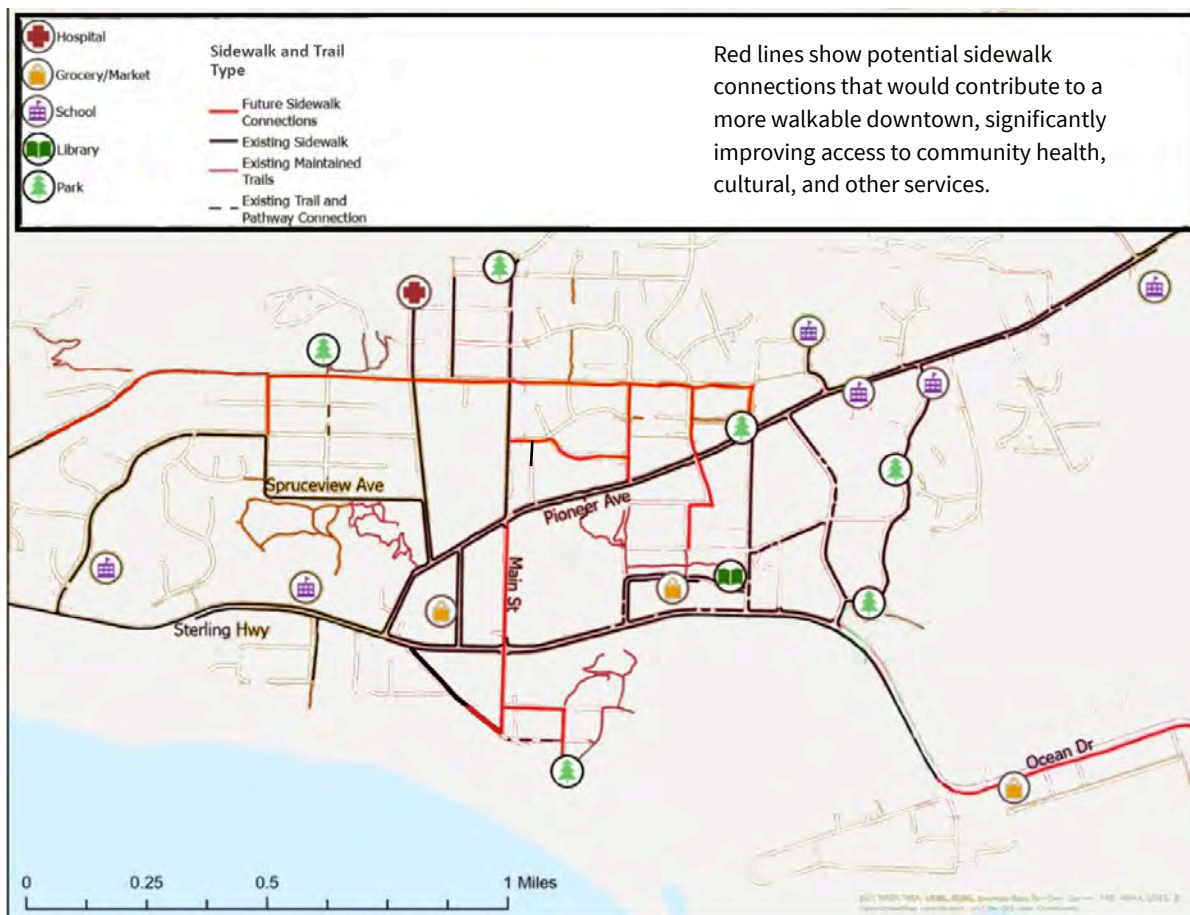 Hospital
Grocery/Market
School
Library
Park
Sidewalk and Trail
Type
Future Sidewalk
Connections
Existing Sidewalk
Existing Maintained
Trails
Existing Trail and
Pathway Connection
Red lines show potential sidewalk
connections that would contribute to a
more walkable downtown, significantly
improving access to community health,
cultural, and other services.
Spruceview Ave
Pioneer Ave
Main St
Sterling Hwy
Ocean Dr
0 0.25 0.5 1 Miles